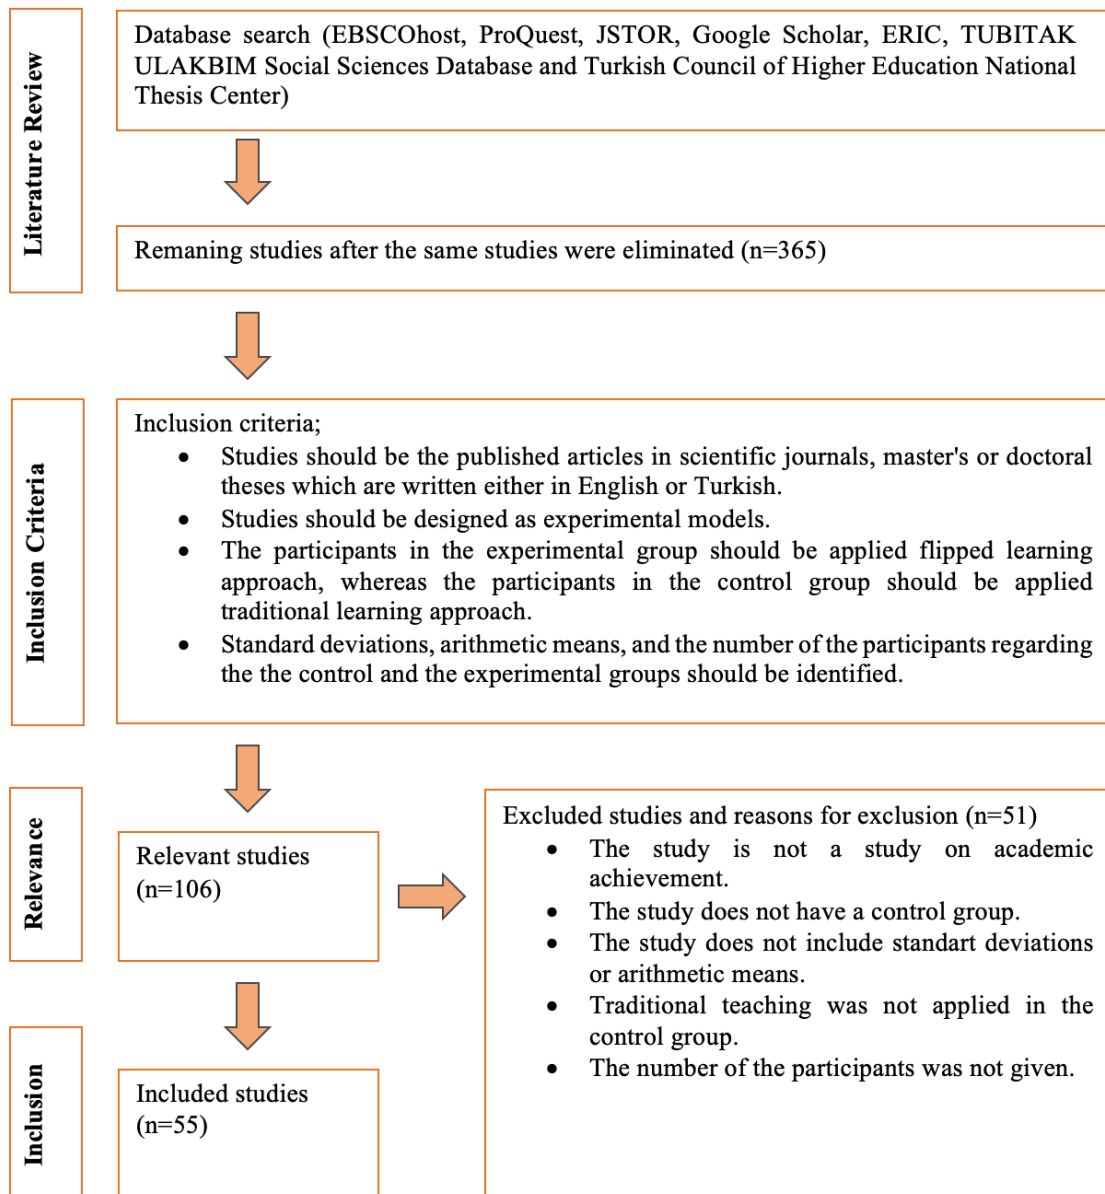 Literature Review
Database search (EBSCOhost, ProQuest, JSTOR, Google Scholar, ERIC, TUBITAK
ULAKBIM Social Sciences Database and Turkish Council of Higher Education National
Thesis Center)
Remaning studies after the same studies were eliminated (n=365)
Inclusion Criteria
Inclusion criteria;
• Studies should be the published articles in scientific journals, master's or doctoral
theses which are written either in English or Turkish.
• Studies should be designed as experimental models.
• The participants in the experimental group should be applied flipped learning
approach, whereas the participants in the control group should be applied
traditional learning approach.
• Standard deviations, arithmetic means, and the number of the participants regarding
the the control and the experimental groups should be identified.
Relevance
Relevant studies
(n=106)
Excluded studies and reasons for exclusion (n=51)
• The study is not a study on academic
achievement.
• The study does not have a control group.
• The study does not include standart deviations
or arithmetic means.
• Traditional teaching was not applied in the
control group.
• The number of the participants was not given.
Inclusion
Included studies
(n=55)